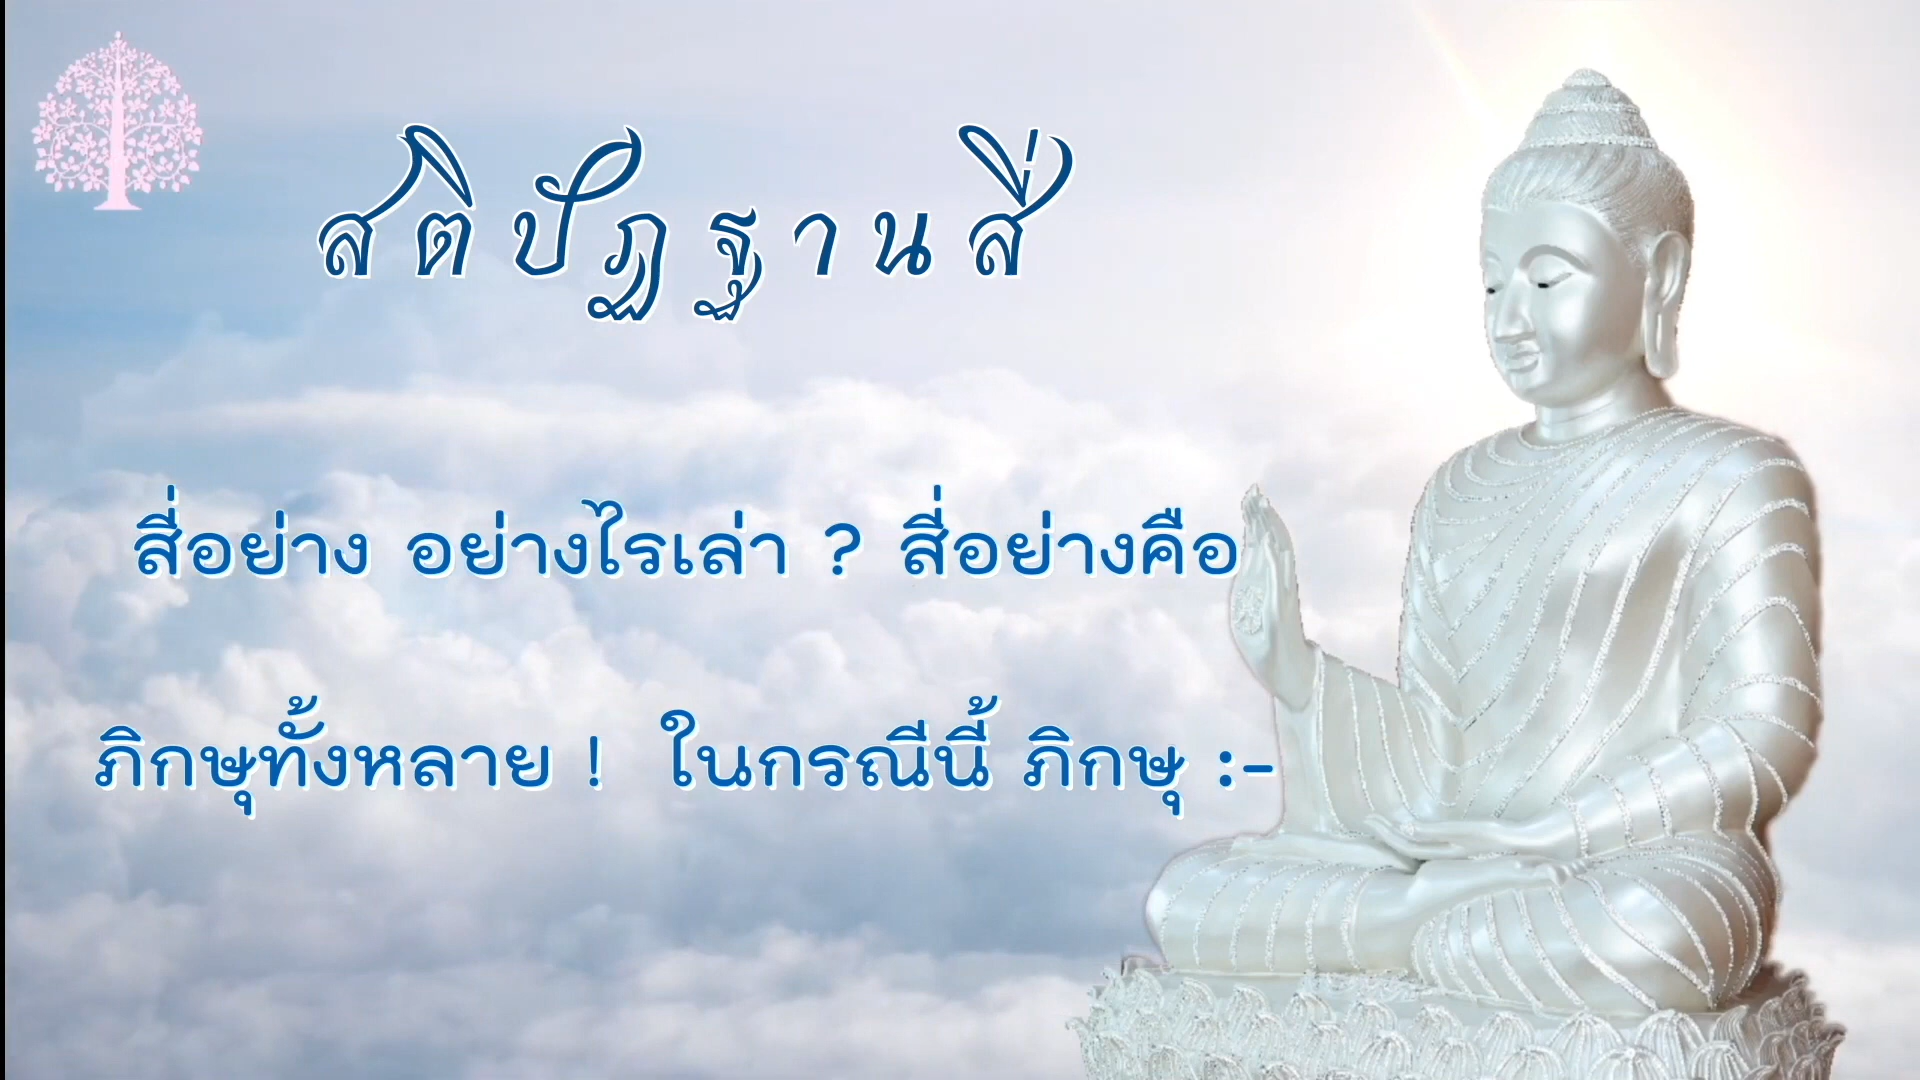 สติปัฏฐานสี่
สี่อย่าง อย่างไรเล่า ? สี่อย่างคือ
ภิกษุทั้งหลาย ! ในกรณีนี้ ภิกษุ :-